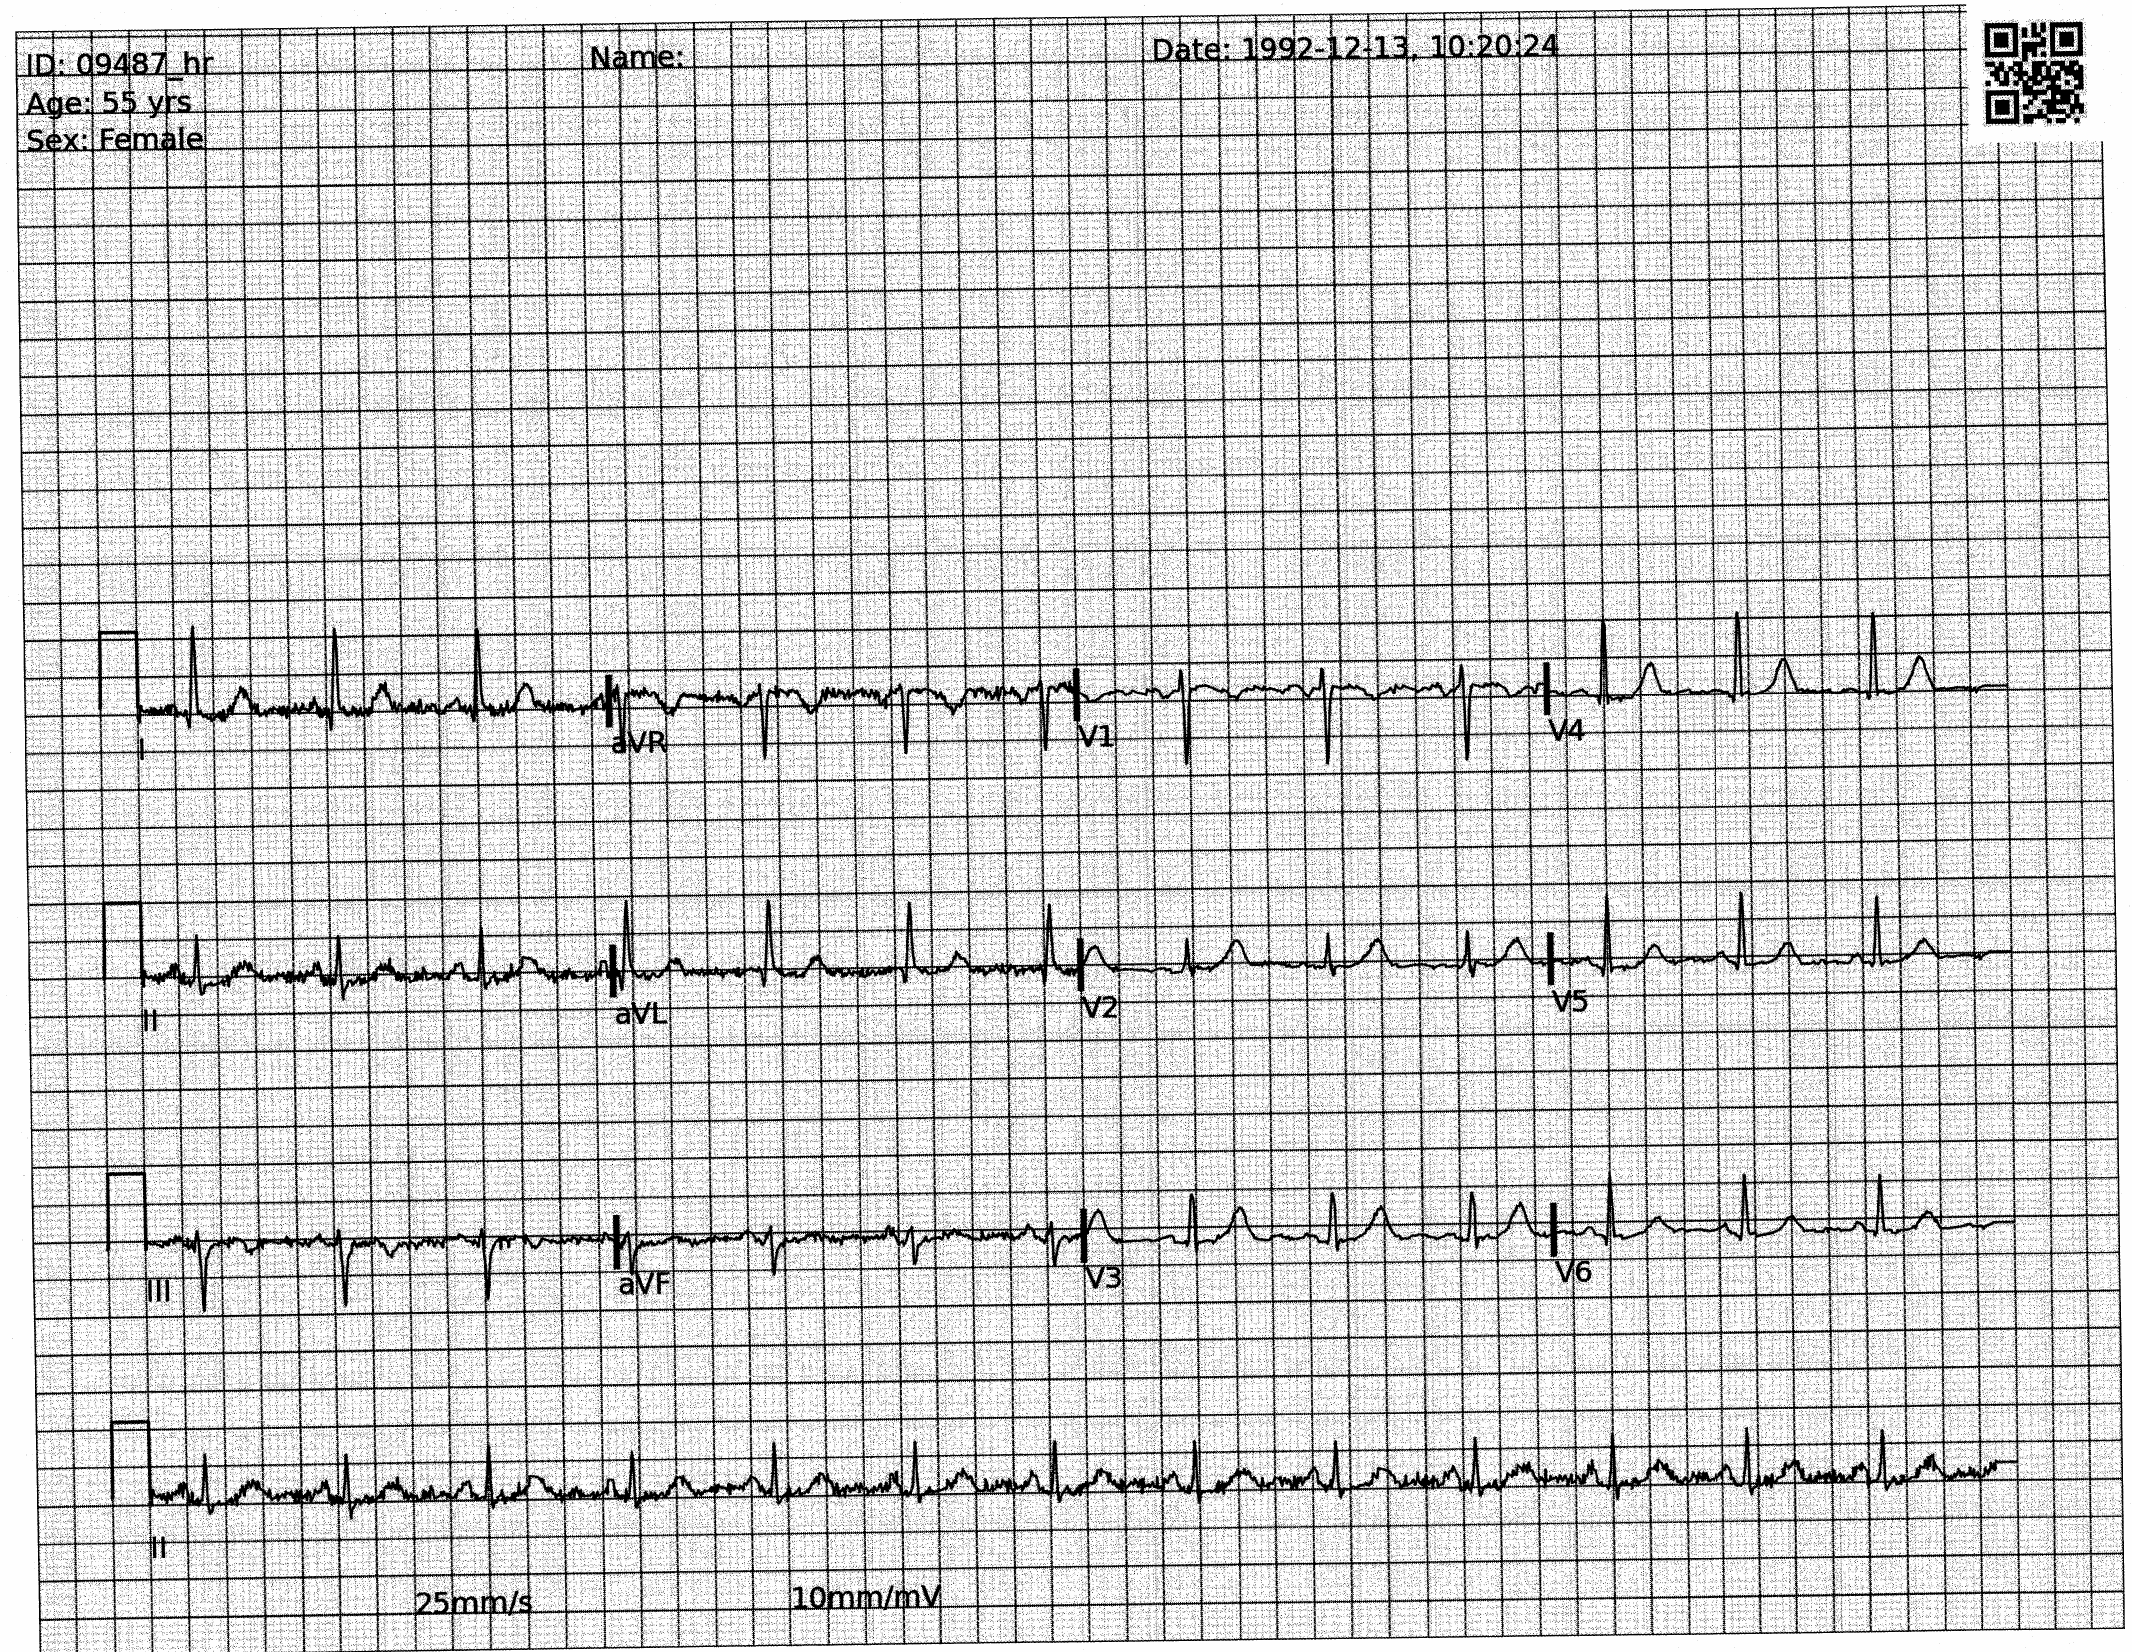 ID: 09487_hr Name: Date: 1992-12-13, 10:20:24
Age: 55 yrs
Sex: Female
I aVR V1 V4
II aVL V2 V5
III aVF V3 V6
II
25mm/s 10mm/mV